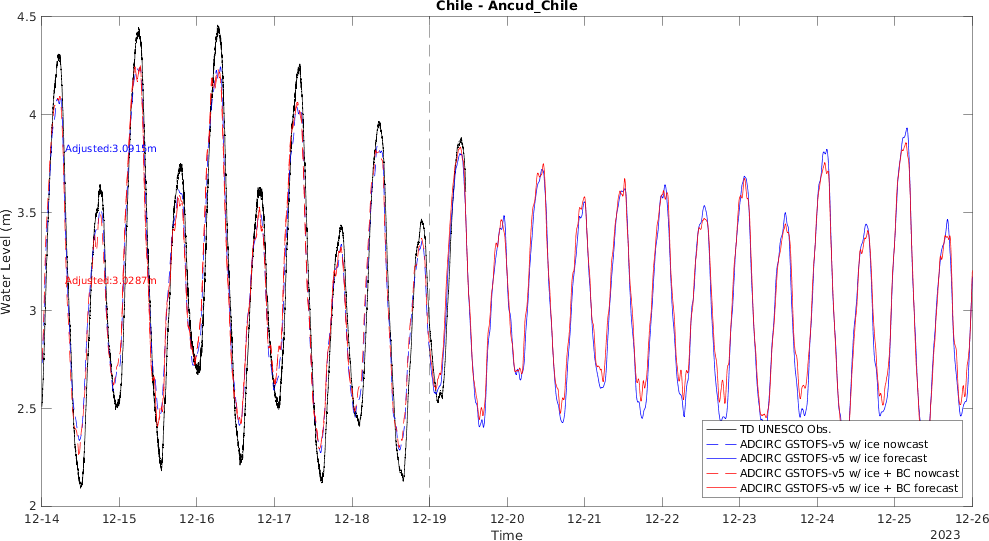 Chile - Ancud_Chile
4.5
4
3.5
3
2.5
2
Water Level (m)
Adjusted:3.0915m
Adjusted:3.0287m
TD UNESCO Obs.
ADCIRC GSTOFS-v5 w/ ice nowcast
ADCIRC GSTOFS-v5 w/ ice forecast
ADCIRC GSTOFS-v5 w/ ice + BC nowcast
ADCIRC GSTOFS-v5 w/ ice + BC forecast
12-14 12-15 12-16 12-17 12-18 12-19 12-20 12-21 12-22 12-23 12-24 12-25 12-26
Time
2023